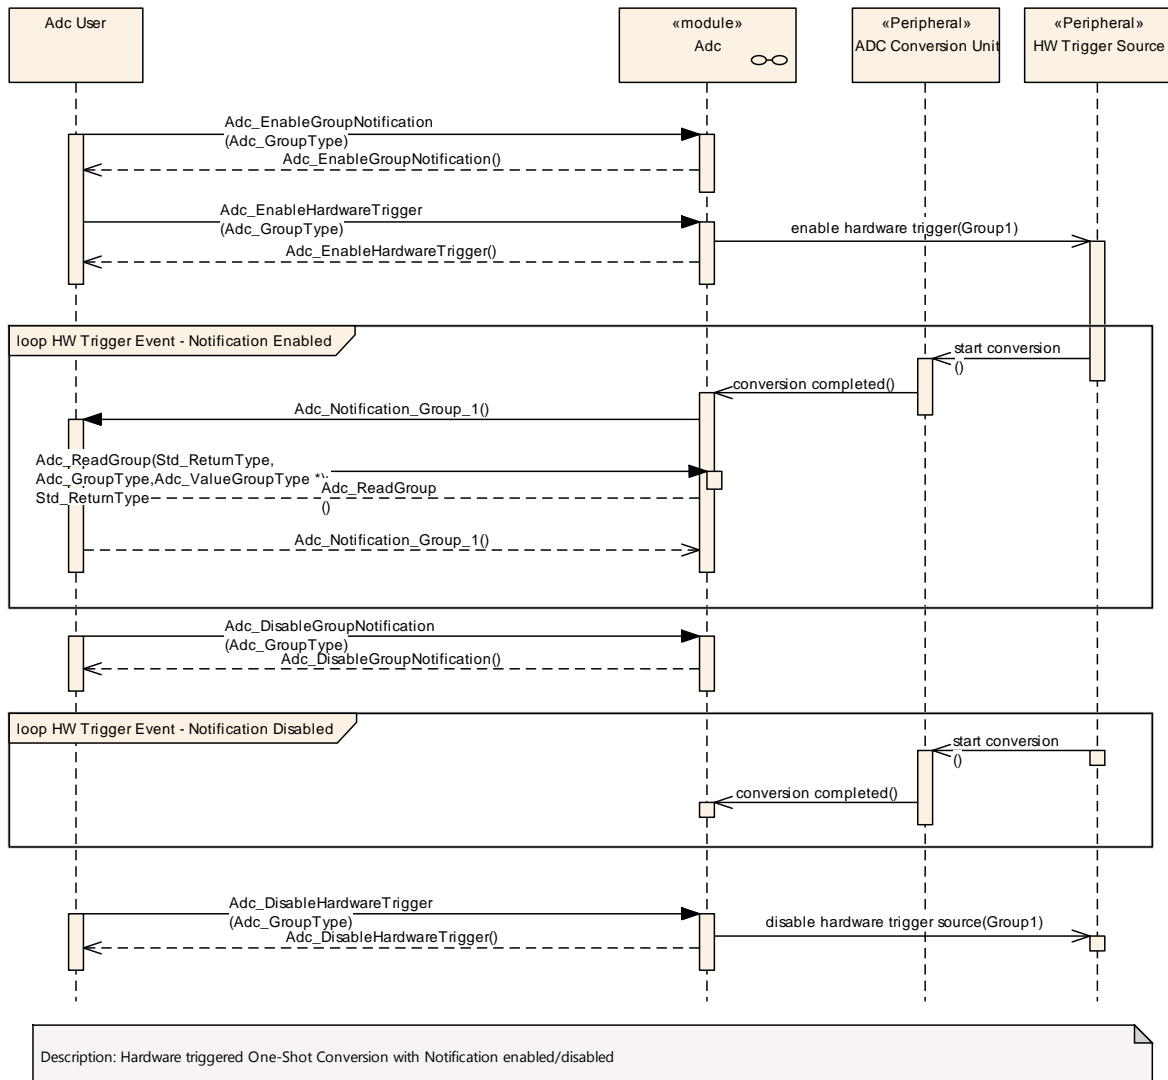 Adc User
«module»
Adc
«Peripheral»
ADC Conversion Unit
«Peripheral»
HW Trigger Source
Adc_EnableGroupNotification
(Adc_GroupType)
Adc_EnableGroupNotification()
Adc_EnableHardwareTrigger
(Adc_GroupType)
enable hardware trigger(Group1)
Adc_EnableHardwareTrigger()
loop HW Trigger Event - Notification Enabled
start conversion
()
conversion completed()
Adc_Notification_Group_1()
Adc_ReadGroup(Std_ReturnType,
Adc_GroupType,Adc_ValueGroupType *):
Std_ReturnType
Adc_ReadGroup
()
Adc_Notification_Group_1()
Adc_DisableGroupNotification
(Adc_GroupType)
Adc_DisableGroupNotification()
loop HW Trigger Event - Notification Disabled
start conversion
()
conversion completed()
Adc_DisableHardwareTrigger
(Adc_GroupType)
disable hardware trigger source(Group1)
Adc_DisableHardwareTrigger()
Description: Hardware triggered One-Shot Conversion with Notification enabled/disabled